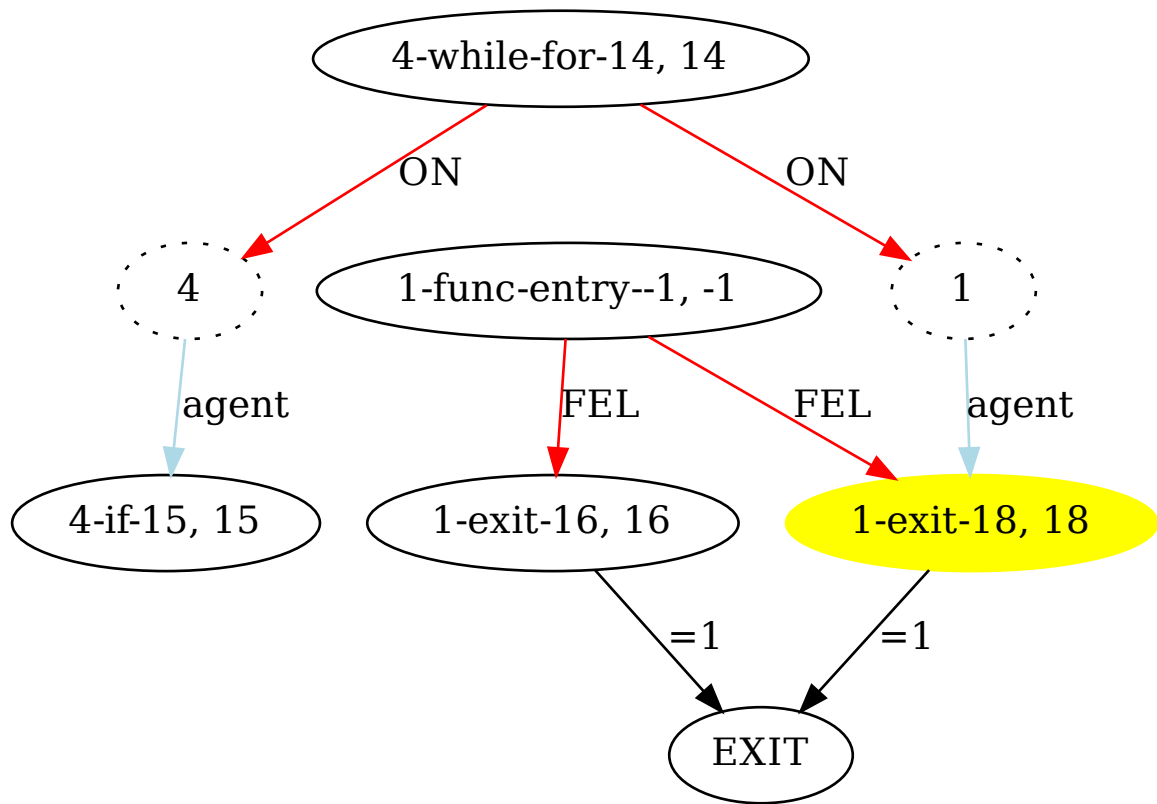 4-while-for-14, 14
ON
ON
4
1-func-entry--1, -1
1
agent
FEL
FEL
agent
4-if-15, 15
1-exit-16, 16
1-exit-18, 18
=1
=1
EXIT